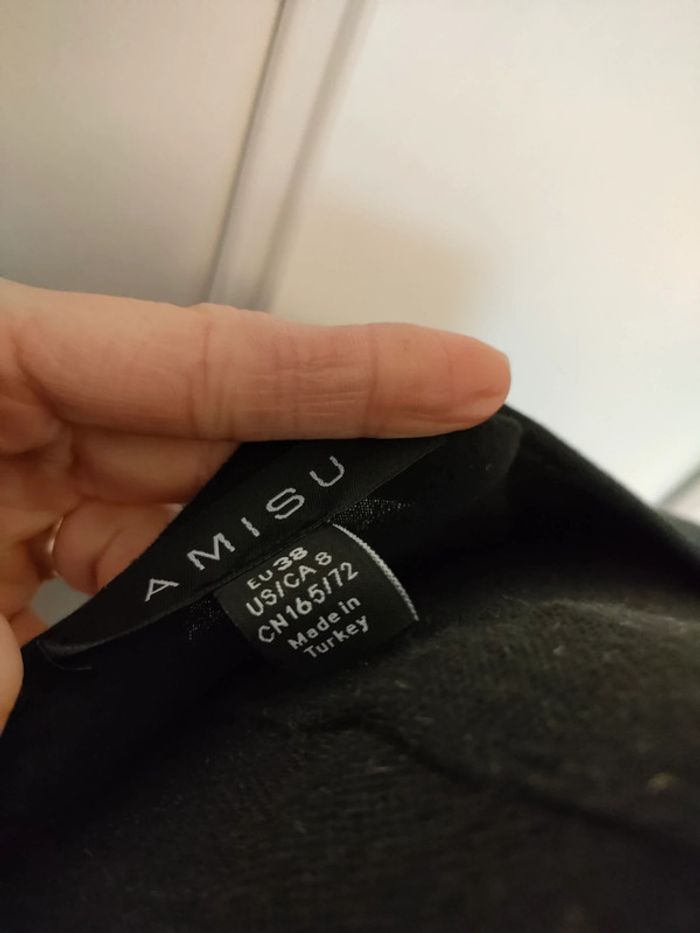 AMISU
EU 38
US/CA 8
CN165/72
Made in
Turkey